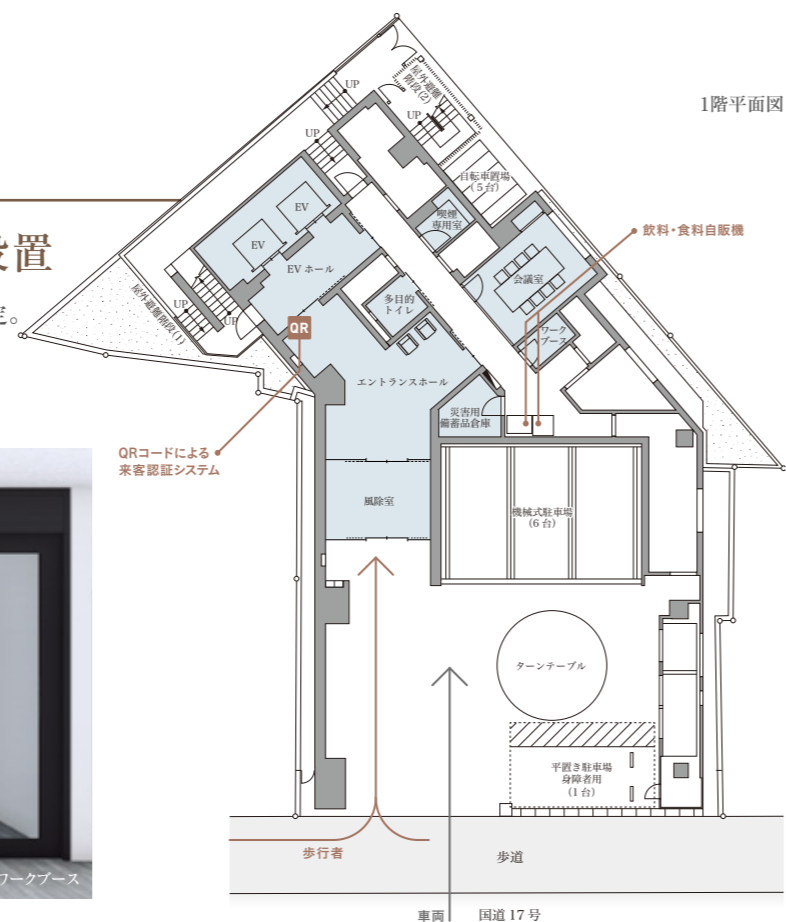 1階平面図
屋外避難
階段(2)
UP
UP
UP
自転車置場
(5台)
喫煙
専用室
飲料・食料自販機
EV
EV
EVホール
会議室
設置
定。
屋外避難階段(1)
UP
UP
多目的
トイレ
ワーク
ブース
QR
エントランスホール
災害用
備蓄品倉庫
QRコードによる
来客認証システム
風除室
機械式駐車場
(6台)
ターンテーブル
平置き駐車場
身障者用
(1台)
ワークブース
歩行者
歩道
車両
国道17号